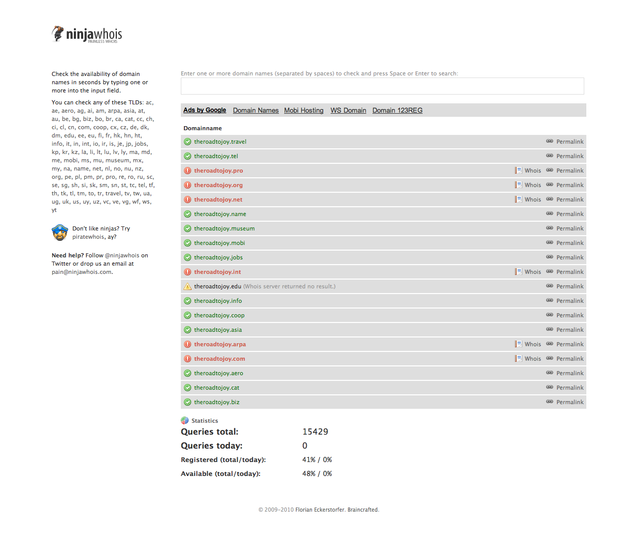 ninjawhois
PAINLESS WHOIS
Check the availability of domain
names in seconds by typing one or
more into the input field.
You can check any of these TLDs: ac,
ae, aero, ag, ai, am, arpa, asia, at,
au, be, bg, biz, bo, br, ca, cat, cc, ch,
ci, cl, cn, com, coop, cx, cz, de, dk,
dm, edu, ee, eu, fi, fr, hk, hn, ht,
info, it, in, int, io, ir, is, je, jp, jobs,
kp, kr, kz, la, li, lt, lu, lv, ly, ma, md,
me, mobi, ms, mu, museum, mx,
my, na, name, net, nl, no, nu, nz,
org, pe, pl, pm, pr, pro, re, ro, ru, sc,
se, sg, sh, si, sk, sm, sn, st, tc, tel, tf,
th, tk, tl, tm, to, tr, travel, tv, tw, ua,
ug, uk, us, uy, uz, vc, ve, vg, wf, ws,
yt
Don't like ninjas? Try
piratewhois, ay?
Need help? Follow @ninjawhois on
Twitter or drop us an email at
pain@ninjawhois.com.
Enter one or more domain names (separated by spaces) to check and press Space or Enter to search:
Ads by Google Domain Names Mobi Hosting WS Domain Domain 123REG
Domainname
theroadtojoy.travel Permalink
theroadtojoy.tel Permalink
theroadtojoy.pro Whois Permalink
theroadtojoy.org Whois Permalink
theroadtojoy.net Whois Permalink
theroadtojoy.name Permalink
theroadtojoy.museum Permalink
theroadtojoy.mobi Permalink
theroadtojoy.jobs Permalink
theroadtojoy.int Whois Permalink
theroadtojoy.edu (Whois server returned no result.) Permalink
theroadtojoy.info Permalink
theroadtojoy.coop Permalink
theroadtojoy.asia Permalink
theroadtojoy.arpa Whois Permalink
theroadtojoy.com Whois Permalink
theroadtojoy.aero Permalink
theroadtojoy.cat Permalink
theroadtojoy.biz Permalink
Statistics
Queries total: 15429
Queries today: 0
Registered (total/today): 41% / 0%
Available (total/today): 48% / 0%
© 2009–2010 Florian Eckerstorfer. Braincrafted.